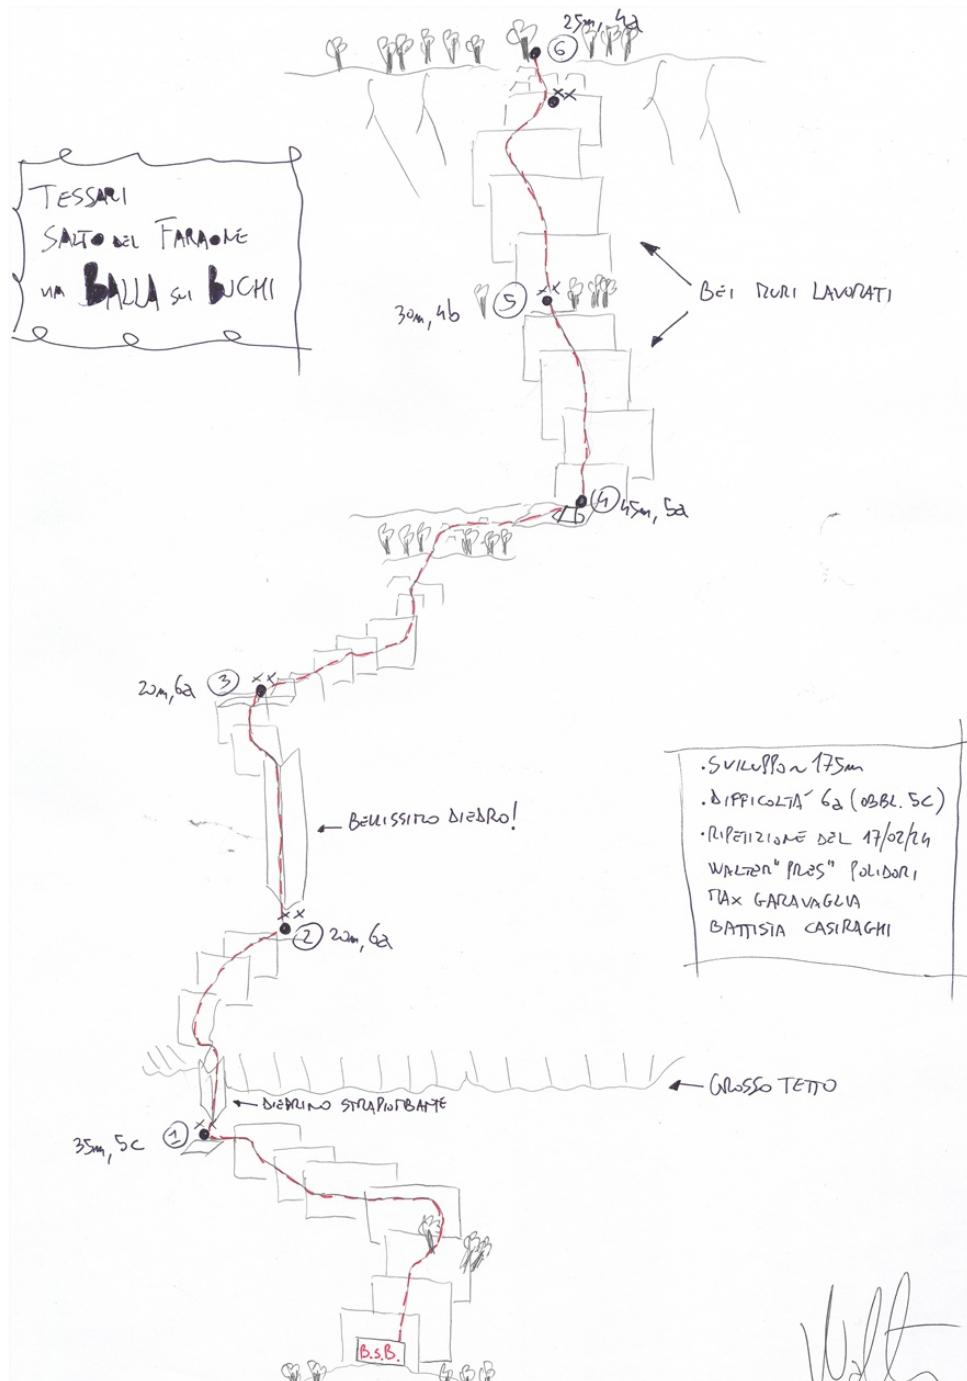 25m, 4a
6
TESSARI
SALTO DEL FARAONE
VIA BALLA SUI BUCHI
BEI MURI LAVORATI
5
30m, 4b
4
45m, 5a
3
20m, 6a
• SVILUPPO ~ 175m
• DIFFICOLTA' 6a (OBBL. 5c)
• RIPETIZIONE DEL 17/02/24
WALTER "PRES" POLIDORI
MAX GARAVAGLIA
BATTISTA CASIRAGHI
← BELLISSIMO DIEDRO!
2
20m, 6a
← GROSSO TETTO
← DIEDRINO STRAPIOMBANTE
1
35m, 5c
B.S.B.